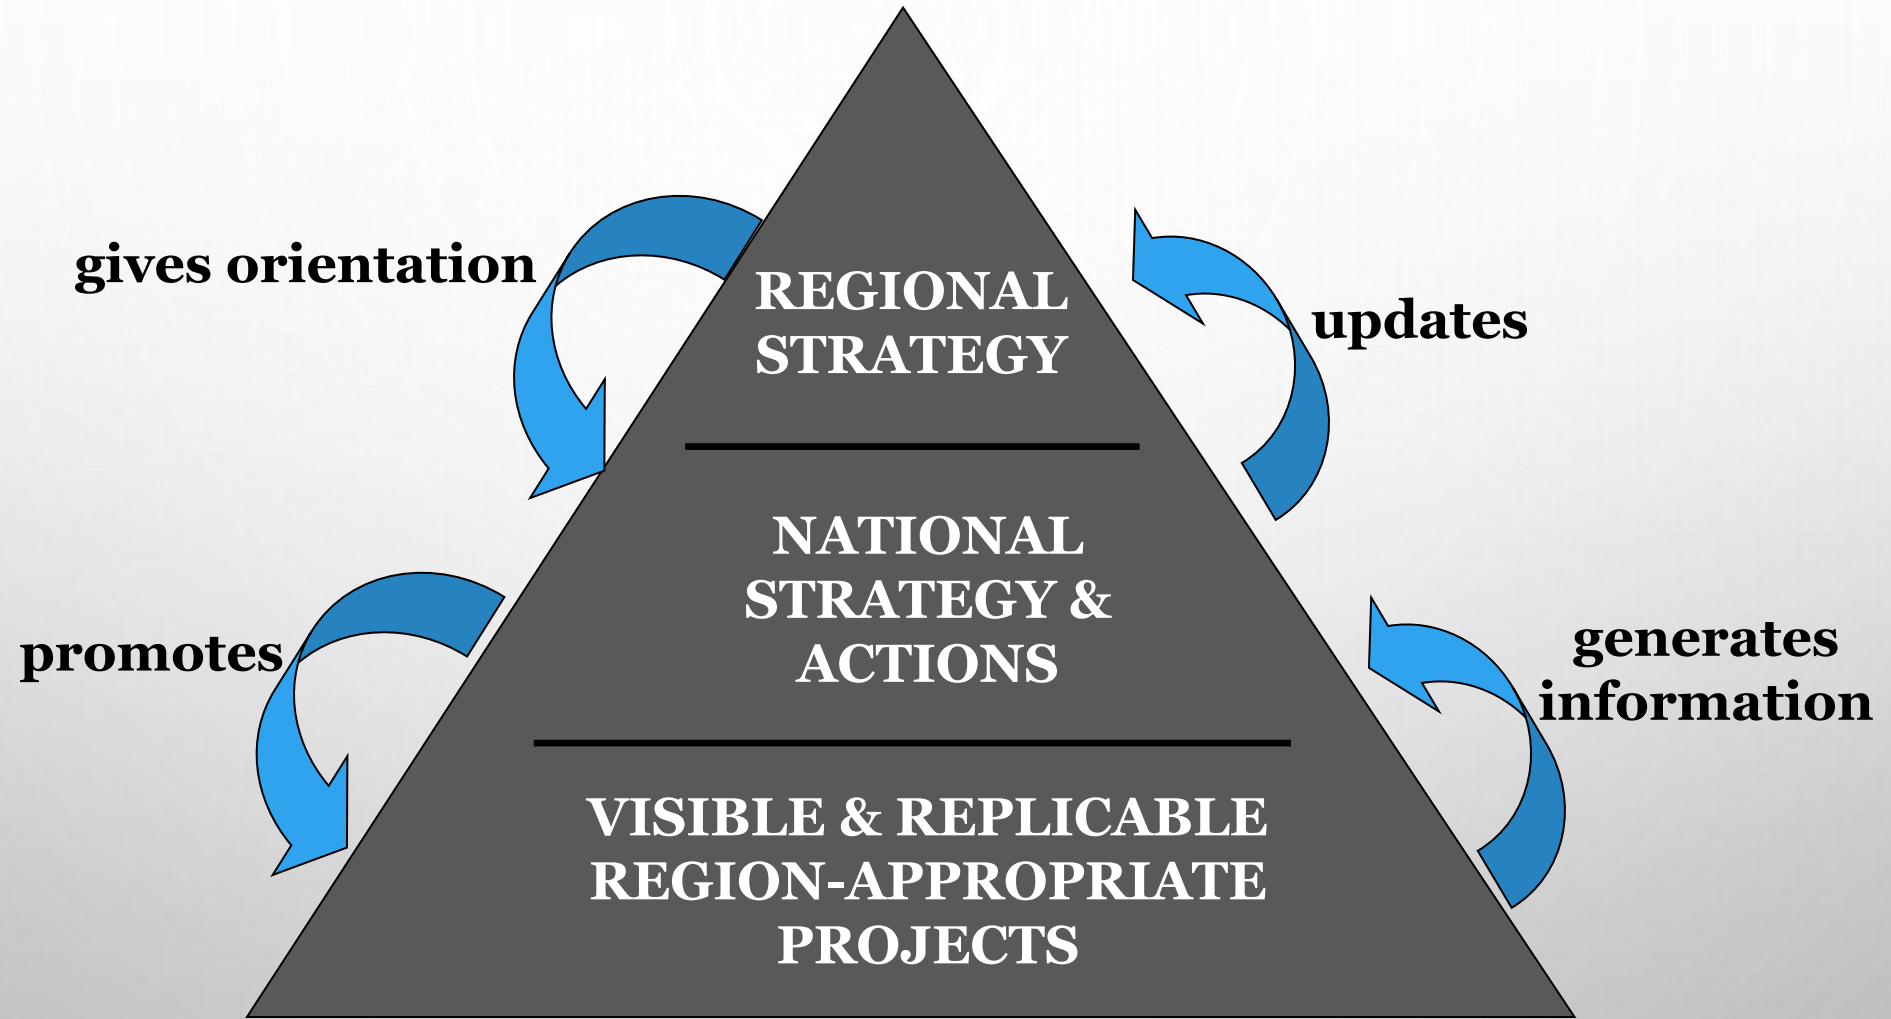 gives orientation
REGIONAL
STRATEGY
updates
NATIONAL
STRATEGY &
ACTIONS
promotes
generates
information
VISIBLE & REPLICABLE
REGION-APPROPRIATE
PROJECTS